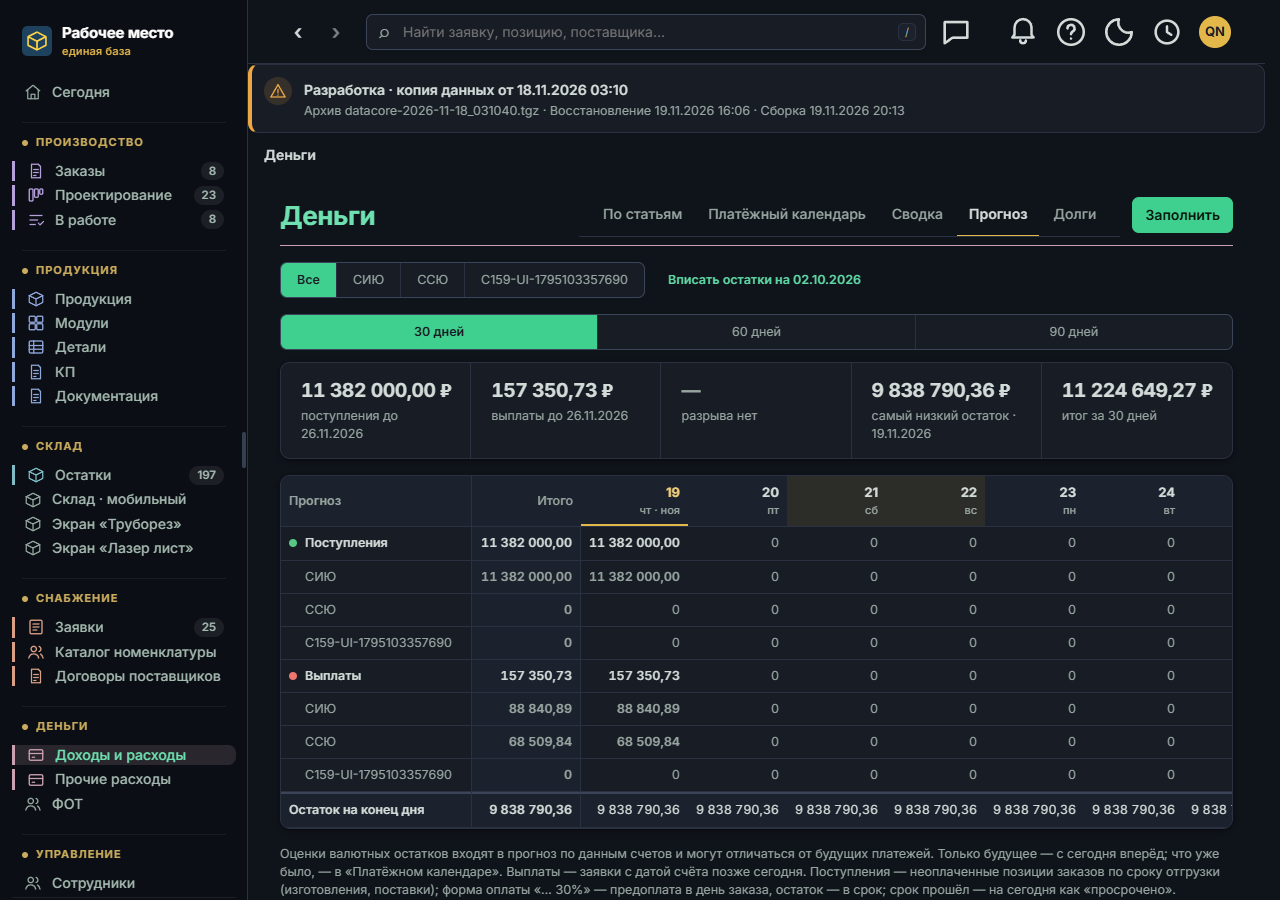 Рабочее место
единая база
Сегодня
ПРОИЗВОДСТВО
Заказы 8
Проектирование 23
В работе 8
ПРОДУКЦИЯ
Продукция
Модули
Детали
КП
Документация
СКЛАД
Остатки 197
Склад · мобильный
Экран «Труборез»
Экран «Лазер лист»
СНАБЖЕНИЕ
Заявки 25
Каталог номенклатуры
Договоры поставщиков
ДЕНЬГИ
Доходы и расходы
Прочие расходы
ФОТ
УПРАВЛЕНИЕ
Сотрудники
Найти заявку, позицию, поставщика... /
QN
Разработка · копия данных от 18.11.2026 03:10
Архив datacore-2026-11-18_031040.tgz · Восстановление 19.11.2026 16:06 · Сборка 19.11.2026 20:13
Деньги
Деньги По статьям Платёжный календарь Сводка Прогноз Долги Заполнить
Все СИЮ ССЮ C159-UI-1795103357690 Вписать остатки на 02.10.2026
30 дней 60 дней 90 дней
11 382 000,00 ₽ 157 350,73 ₽ — 9 838 790,36 ₽ 11 224 649,27 ₽
поступления до 26.11.2026 выплаты до 26.11.2026 разрыва нет самый низкий остаток · 19.11.2026 итог за 30 дней
Прогноз Итого 19 20 21 22 23 24
чт · ноя пт сб вс пн вт
Поступления 11 382 000,00 11 382 000,00 0 0 0 0 0
СИЮ 11 382 000,00 11 382 000,00 0 0 0 0 0
ССЮ 0 0 0 0 0 0 0
C159-UI-1795103357690 0 0 0 0 0 0 0
Выплаты 157 350,73 157 350,73 0 0 0 0 0
СИЮ 88 840,89 88 840,89 0 0 0 0 0
ССЮ 68 509,84 68 509,84 0 0 0 0 0
C159-UI-1795103357690 0 0 0 0 0 0 0
Остаток на конец дня 9 838 790,36 9 838 790,36 9 838 790,36 9 838 790,36 9 838 790,36 9 838 790,36 9 838 790,36 9 838
Оценки валютных остатков входят в прогноз по данным счетов и могут отличаться от будущих платежей. Только будущее — с сегодня вперёд; что уже
было, — в «Платёжном календаре». Выплаты — заявки с датой счёта позже сегодня. Поступления — неоплаченные позиции заказов по сроку отгрузки
(изготовления, поставки); форма оплаты «... 30%» — предоплата в день заказа, остаток — в срок; срок прошёл — на сегодня как «просрочено».